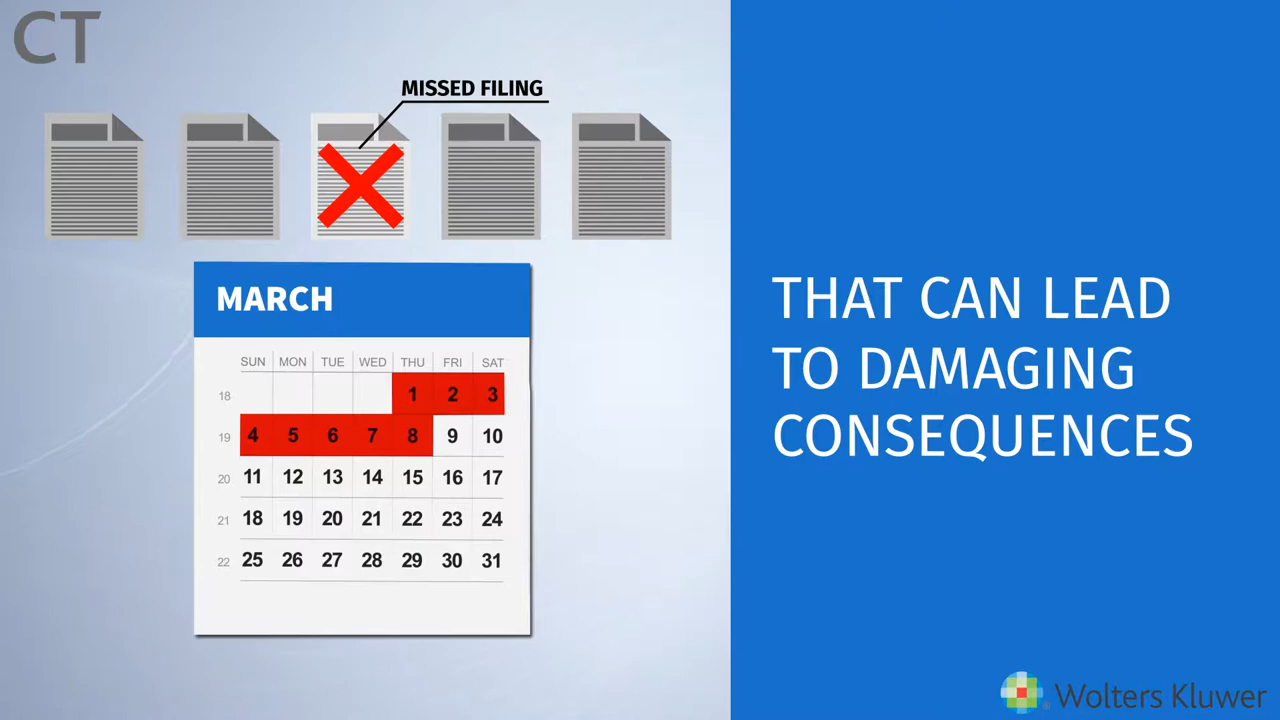 CT
MISSED FILING
MARCH
SUN MON TUE WED THU FRI SAT
18 1 2 3
19 4 5 6 7 8 9 10
20 11 12 13 14 15 16 17
21 18 19 20 21 22 23 24
22 25 26 27 28 29 30 31
THAT CAN LEAD
TO DAMAGING
CONSEQUENCES
Wolters Kluwer